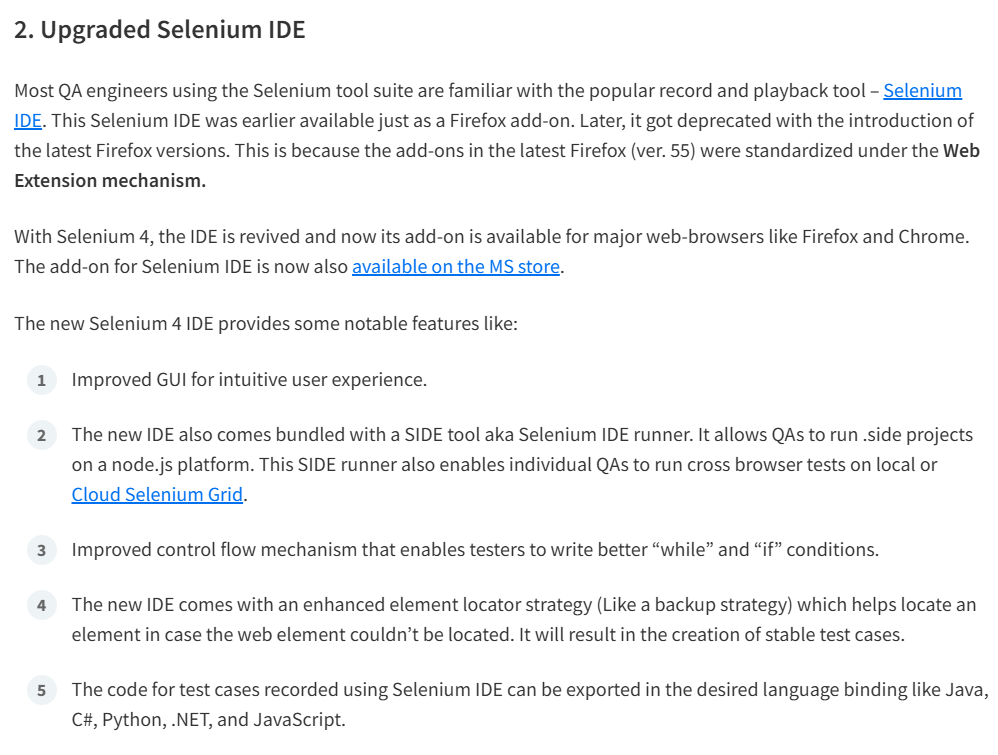 2. Upgraded Selenium IDE
Most QA engineers using the Selenium tool suite are familiar with the popular record and playback tool – Selenium
IDE. This Selenium IDE was earlier available just as a Firefox add-on. Later, it got deprecated with the introduction of
the latest Firefox versions. This is because the add-ons in the latest Firefox (ver. 55) were standardized under the Web
Extension mechanism.
With Selenium 4, the IDE is revived and now its add-on is available for major web-browsers like Firefox and Chrome.
The add-on for Selenium IDE is now also available on the MS store.
The new Selenium 4 IDE provides some notable features like:
1 Improved GUI for intuitive user experience.
2 The new IDE also comes bundled with a SIDE tool aka Selenium IDE runner. It allows QAs to run .side projects
on a node.js platform. This SIDE runner also enables individual QAs to run cross browser tests on local or
Cloud Selenium Grid.
3 Improved control flow mechanism that enables testers to write better “while” and “if” conditions.
4 The new IDE comes with an enhanced element locator strategy (Like a backup strategy) which helps locate an
element in case the web element couldn’t be located. It will result in the creation of stable test cases.
5 The code for test cases recorded using Selenium IDE can be exported in the desired language binding like Java,
C#, Python, .NET, and JavaScript.